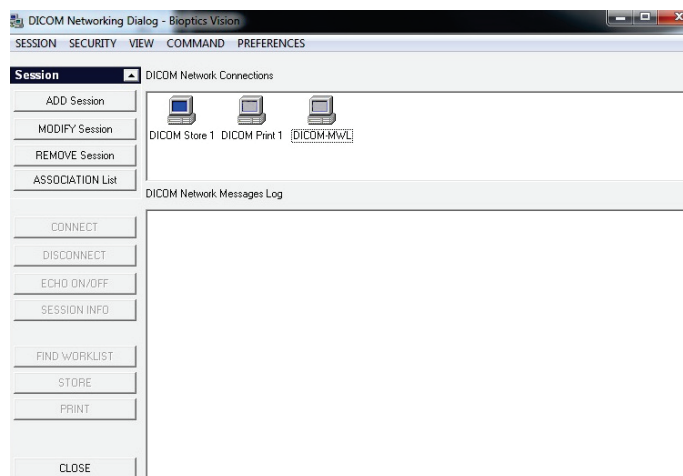 DICOM Networking Dialog - Bioptics Vision
SESSION SECURITY VIEW COMMAND PREFERENCES
Session
DICOM Network Connections
ADD Session
MODIFY Session
REMOVE Session
ASSOCIATION List
DICOM Store 1 DICOM Print 1 DICOM-MWL
DICOM Network Messages Log
CONNECT
DISCONNECT
ECHO ON/OFF
SESSION INFO
FIND WORKLIST
STORE
PRINT
CLOSE